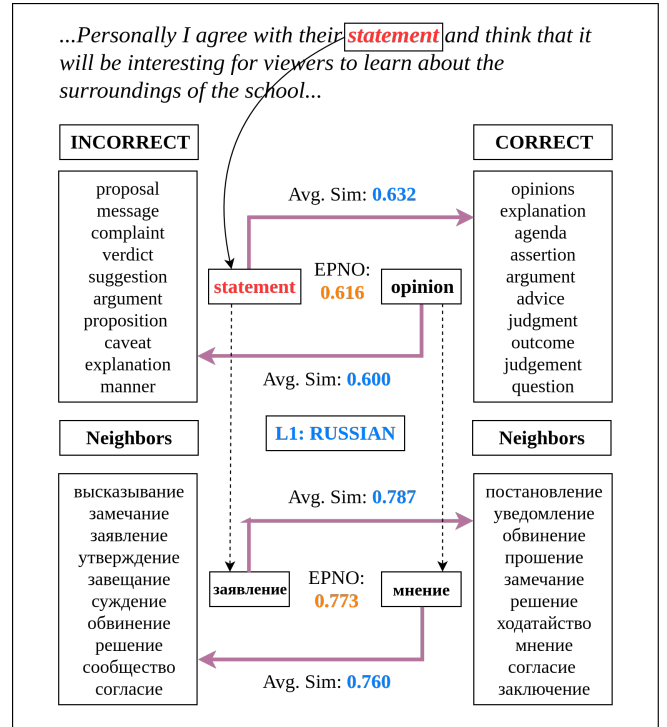 ...Personally I agree with their statement and think that it
will be interesting for viewers to learn about the
surroundings of the school...
INCORRECT
CORRECT
proposal
message
complaint
verdict
suggestion
argument
proposition
caveat
explanation
manner
Avg. Sim: 0.632
statement
EPNO:
0.616
opinion
Avg. Sim: 0.600
opinions
explanation
agenda
assertion
argument
advice
judgment
outcome
judgement
question
Neighbors
L1: RUSSIAN
Neighbors
высказывание
замечание
заявление
утверждение
завещание
суждение
обвинение
решение
сообщество
согласие
Avg. Sim: 0.787
заявление
EPNO:
0.773
мнение
Avg. Sim: 0.760
постановление
уведомление
обвинение
прошение
замечание
решение
ходатайство
мнение
согласие
заключение